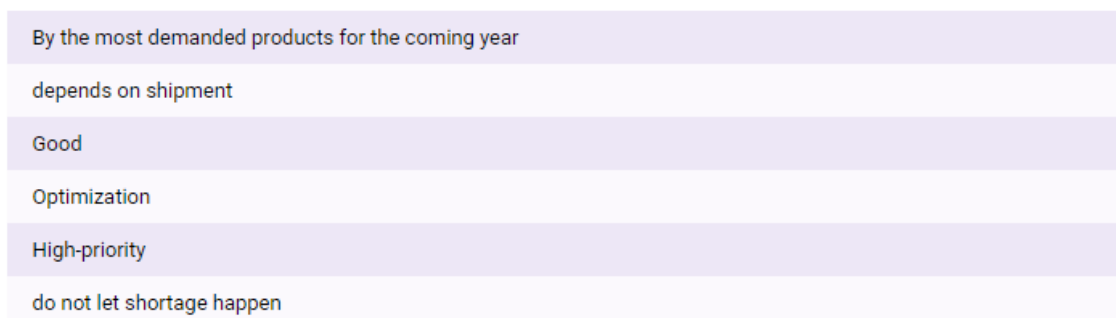 By the most demanded products for the coming year
depends on shipment
Good
Optimization
High-priority
do not let shortage happen